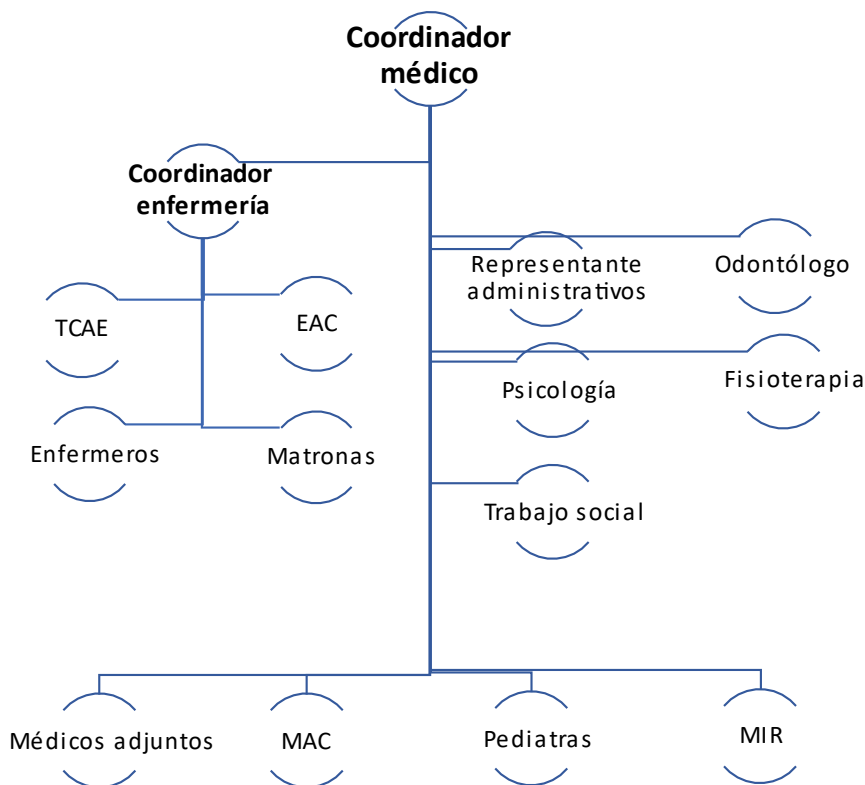 Coordinador
médico
Coordinador
enfermería
Representante
administrativos
Odontólogo
TCAE
EAC
Psicología
Fisioterapia
Enfermeros
Matronas
Trabajo social
Médicos adjuntos
MAC
Pediatras
MIR